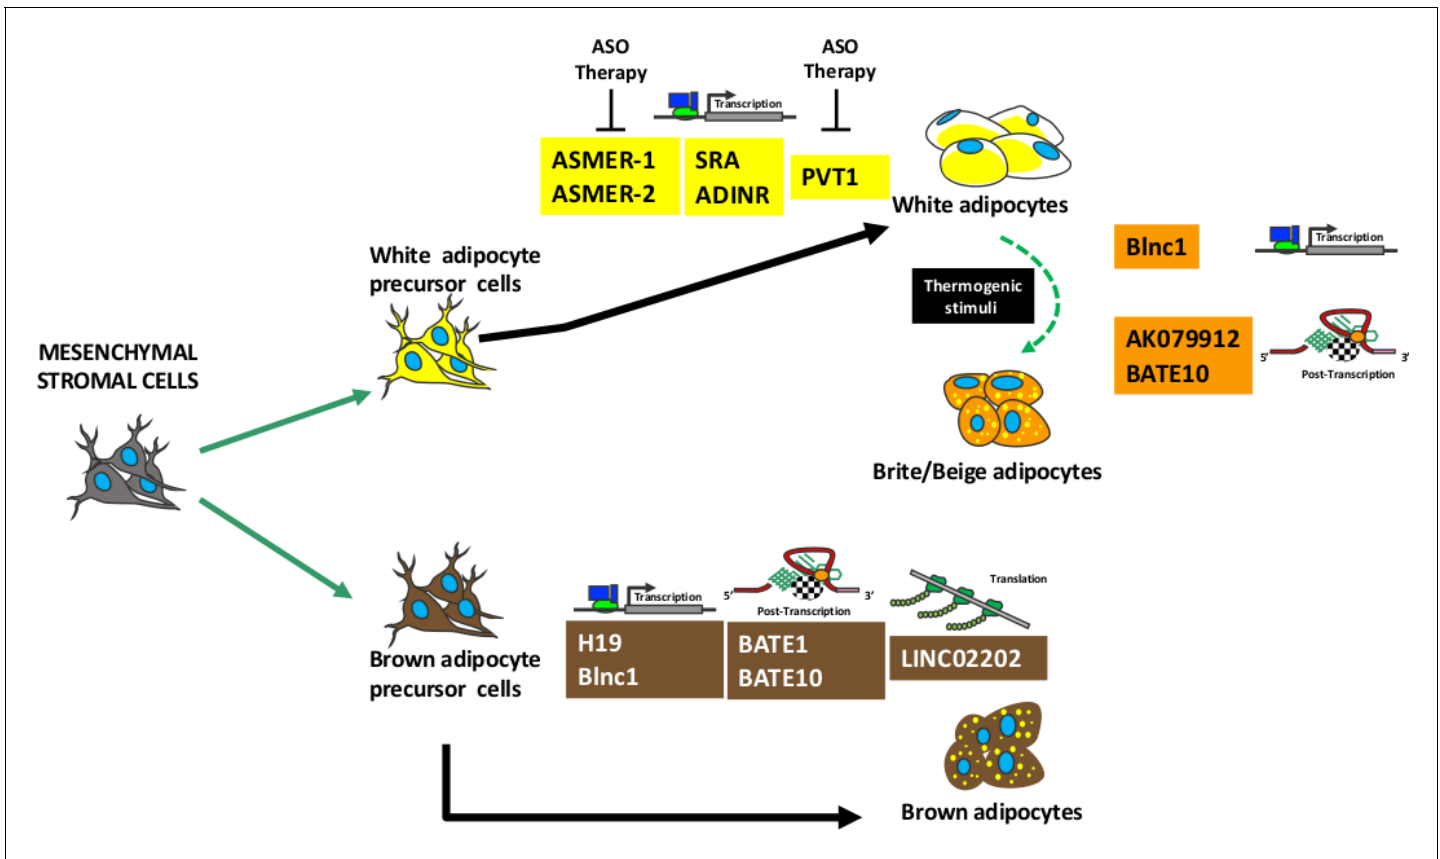 ASO
Therapy
ASO
Therapy
Transcription
ASMER-1
ASMER-2
SRA
ADINR
PVT1
White adipocytes
White adipocyte
precursor cells
Blnc1
Transcription
Thermogenic
stimuli
AK079912
BATE10
5’
3’
Post-Transcription
MESENCHYMAL
STROMAL CELLS
Brite/Beige adipocytes
Brown adipocyte
precursor cells
Transcription
H19
Blnc1
5’
3’
Post-Transcription
BATE1
BATE10
Translation
LINC02202
Brown adipocytes